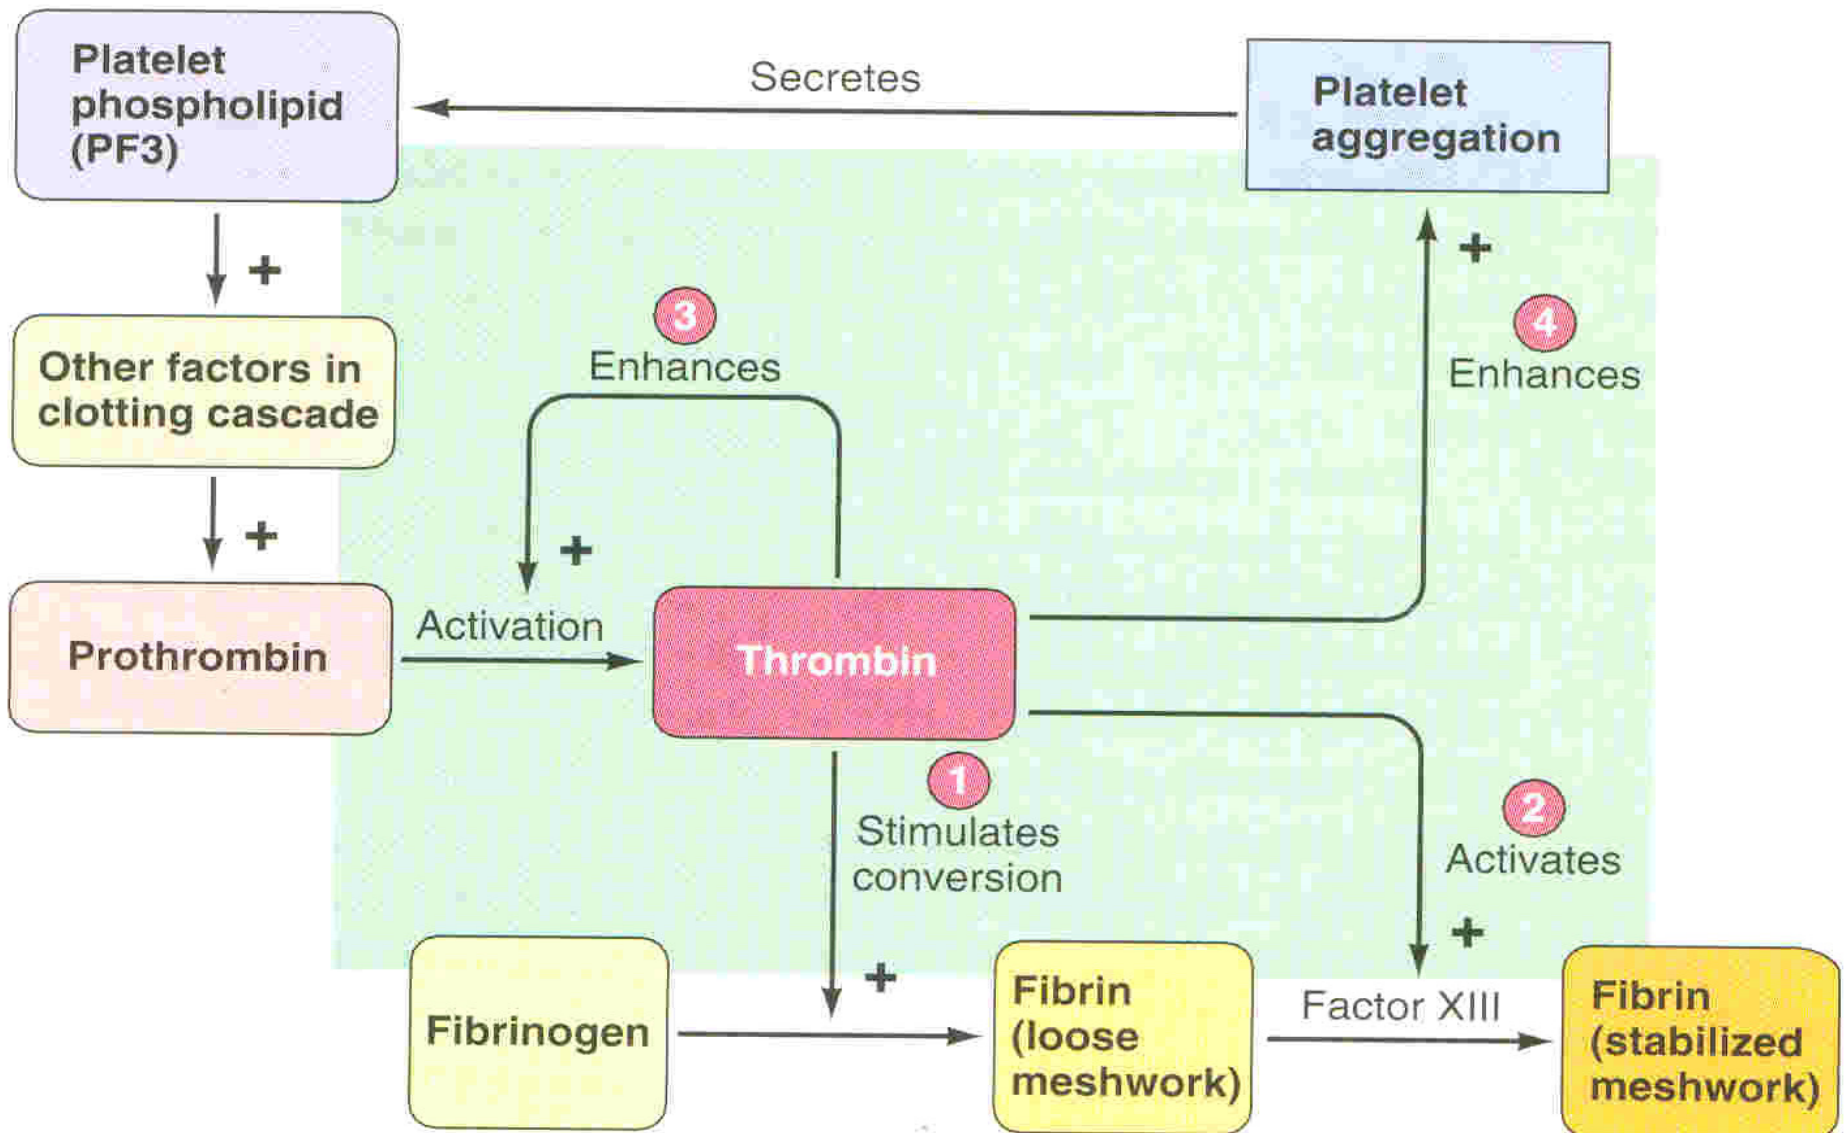 Platelet
phospholipid
(PF3)
Secretes
Platelet
aggregation
+
+
3
Enhances
4
Enhances
Other factors in
clotting cascade
+
+
Prothrombin
Activation
Thrombin
1
Stimulates
conversion
2
Activates
+
+
Fibrinogen
Fibrin
(loose
meshwork)
Factor XIII
Fibrin
(stabilized
meshwork)